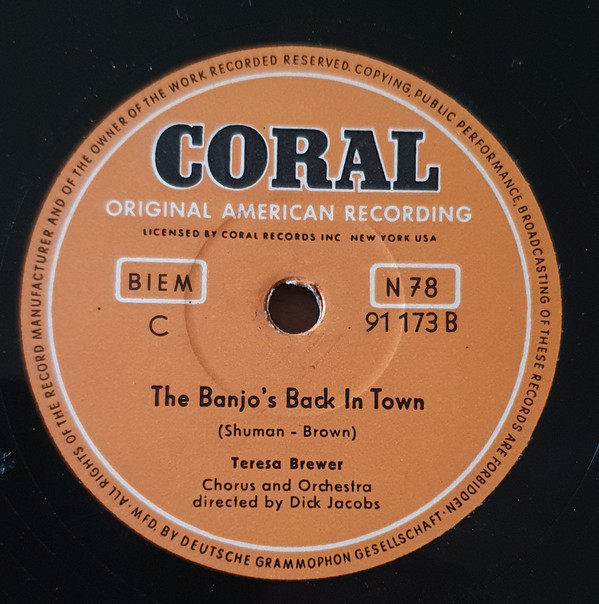 ALL RIGHTS OF THE RECORD MANUFACTURER AND OF THE OWNER OF THE WORK RECORDED RESERVED. COPYING, PUBLIC PERFORMANCE, BROADCASTING OF THESE RECORDS ARE FORBIDDEN · MFD. BY DEUTSCHE GRAMMOPHON GESELLSCHAFT ·
CORAL
ORIGINAL AMERICAN RECORDING
LICENSED BY CORAL RECORDS INC NEW YORK USA
BIEM N 78
C 91 173 B
The Banjo's Back In Town
(Shuman - Brown)
Teresa Brewer
Chorus and Orchestra
directed by Dick Jacobs